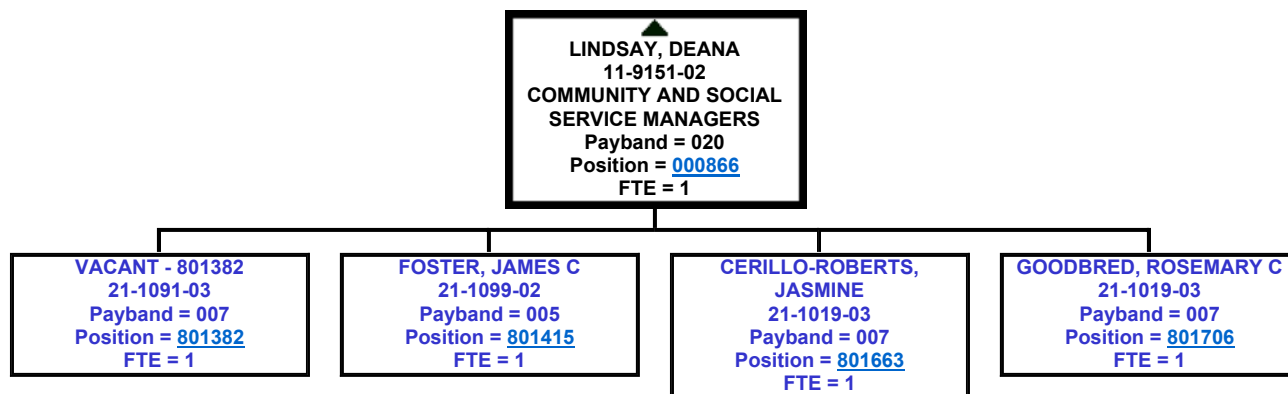 LINDSAY, DEANA
11-9151-02
COMMUNITY AND SOCIAL
SERVICE MANAGERS
Payband = 020
Position = 000866
FTE = 1
VACANT - 801382
21-1091-03
Payband = 007
Position = 801382
FTE = 1
FOSTER, JAMES C
21-1099-02
Payband = 005
Position = 801415
FTE = 1
CERILLO-ROBERTS,
JASMINE
21-1019-03
Payband = 007
Position = 801663
FTE = 1
GOODBRED, ROSEMARY C
21-1019-03
Payband = 007
Position = 801706
FTE = 1